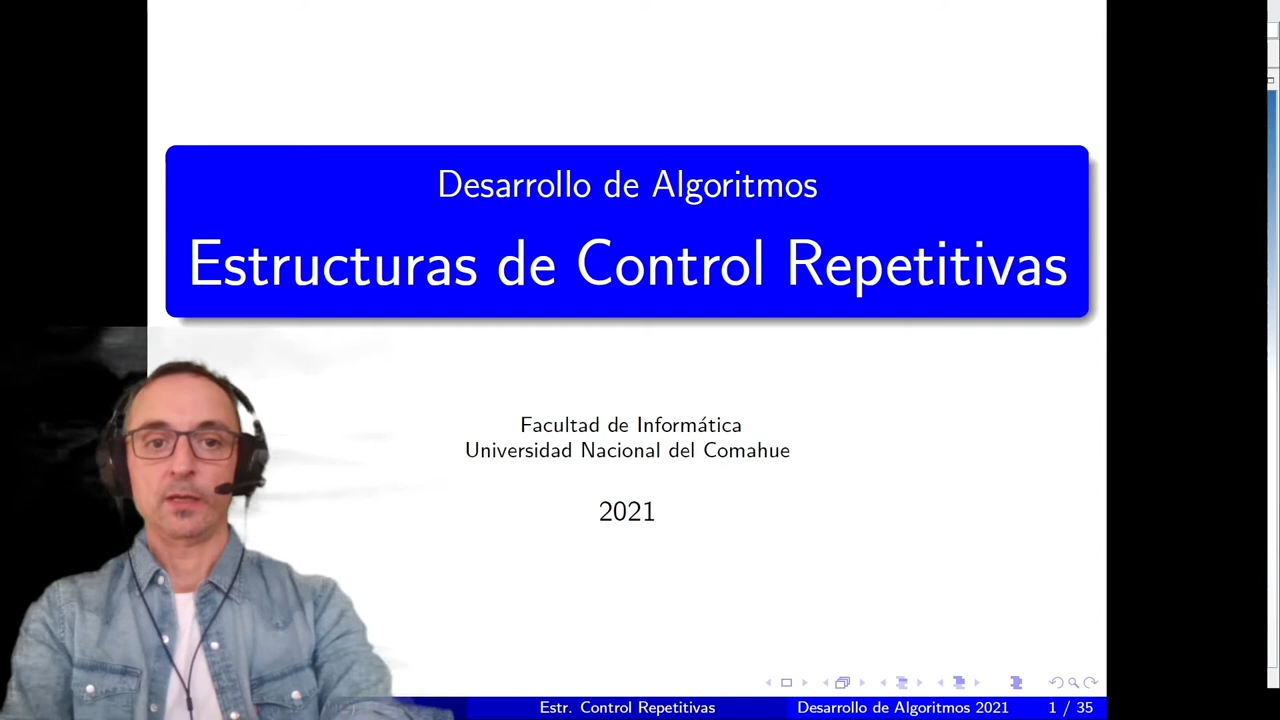 Desarrollo de Algoritmos
Estructuras de Control Repetitivas
Facultad de Informática
Universidad Nacional del Comahue
2021
Estr. Control Repetitivas
Desarrollo de Algoritmos 2021
1 / 35